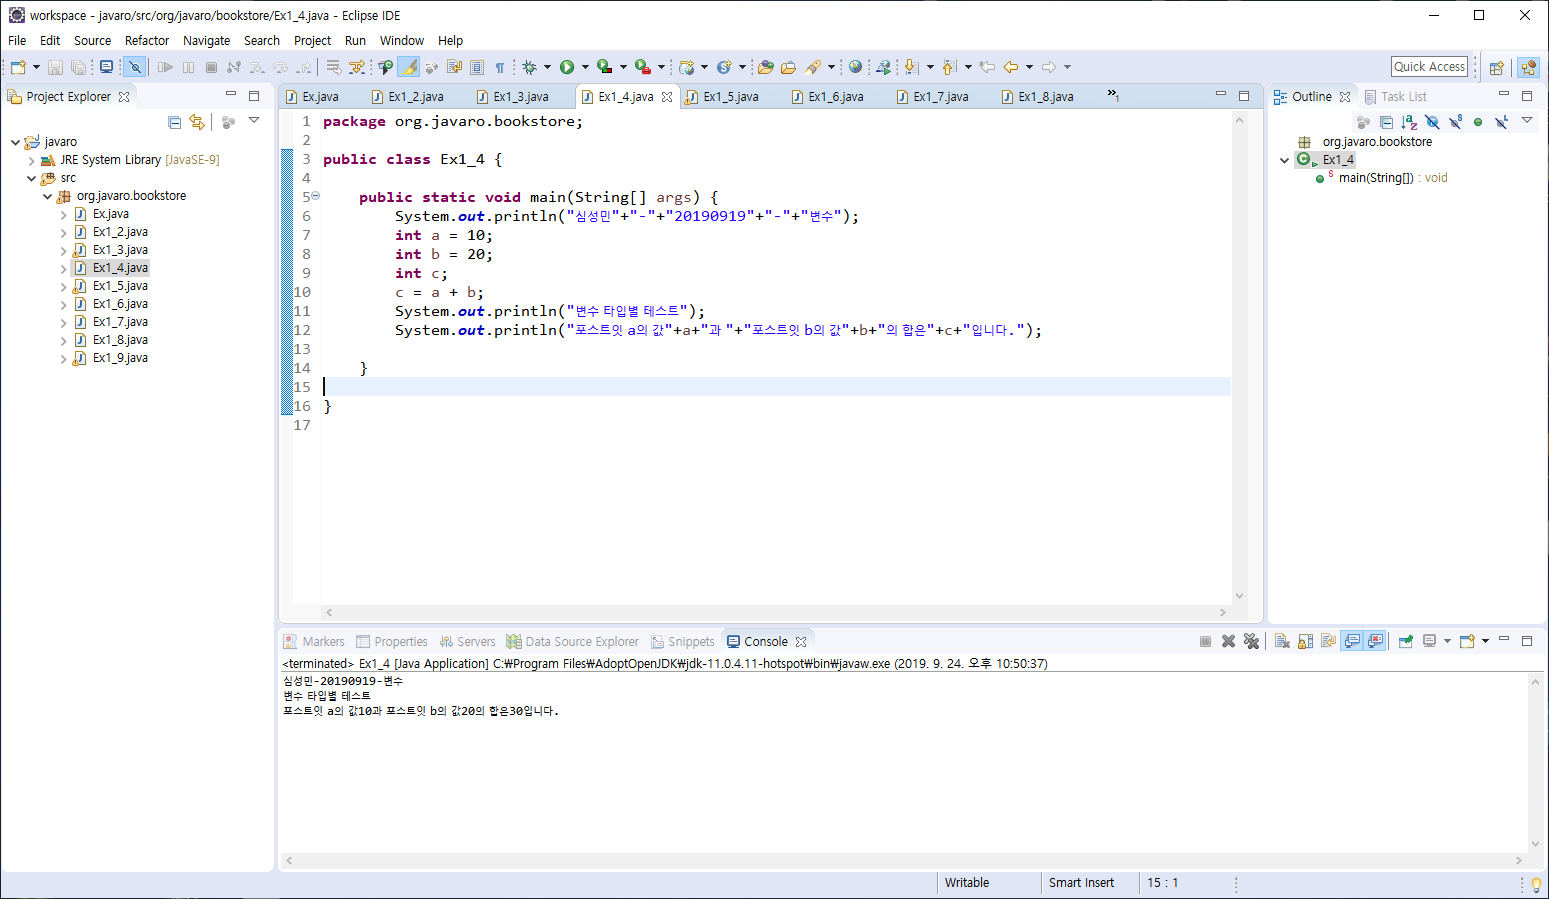 workspace - javaro/src/org/javaro/bookstore/Ex1_4.java - Eclipse IDE
File Edit Source Refactor Navigate Search Project Run Window Help
Quick Access
Project Explorer
javaro
JRE System Library [JavaSE-9]
src
org.javaro.bookstore
Ex.java
Ex1_2.java
Ex1_3.java
Ex1_4.java
Ex1_5.java
Ex1_6.java
Ex1_7.java
Ex1_8.java
Ex1_9.java
Ex.java Ex1_2.java Ex1_3.java Ex1_4.java Ex1_5.java Ex1_6.java Ex1_7.java Ex1_8.java »1
1 package org.javaro.bookstore;
2
3 public class Ex1_4 {
4
5 public static void main(String[] args) {
6 System.out.println("심성민"+"-"+"20190919"+"-"+"변수");
7 int a = 10;
8 int b = 20;
9 int c;
10 c = a + b;
11 System.out.println("변수 타입별 테스트");
12 System.out.println("포스트잇 a의 값"+a+"과 "+"포스트잇 b의 값"+b+"의 합은"+c+"입니다.");
13
14 }
15
16 }
17
Outline Task List
org.javaro.bookstore
Ex1_4
main(String[]) : void
Markers Properties Servers Data Source Explorer Snippets Console
<terminated> Ex1_4 [Java Application] C:₩Program Files₩AdoptOpenJDK₩jdk-11.0.4.11-hotspot₩bin₩javaw.exe (2019. 9. 24. 오후 10:50:37)
심성민-20190919-변수
변수 타입별 테스트
포스트잇 a의 값10과 포스트잇 b의 값20의 합은30입니다.
Writable Smart Insert 15 : 1